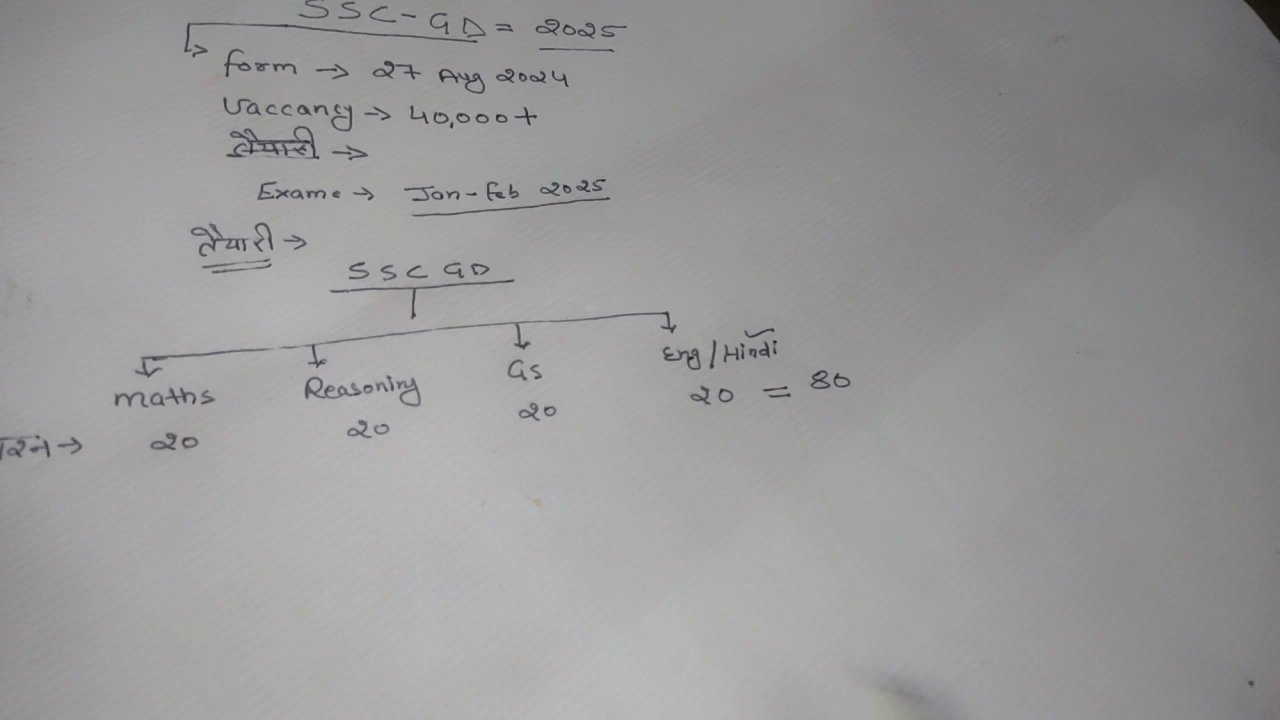 SSC-GD = 2025
form → 27 Aug 2024
Vaccancy → 40,000+
तैयारी →
Exame → Jan-Feb 2025
तैयारी →
SSC GD
maths Reasoning GS Eng/Hindi
→ 20 20 20 20 = 80